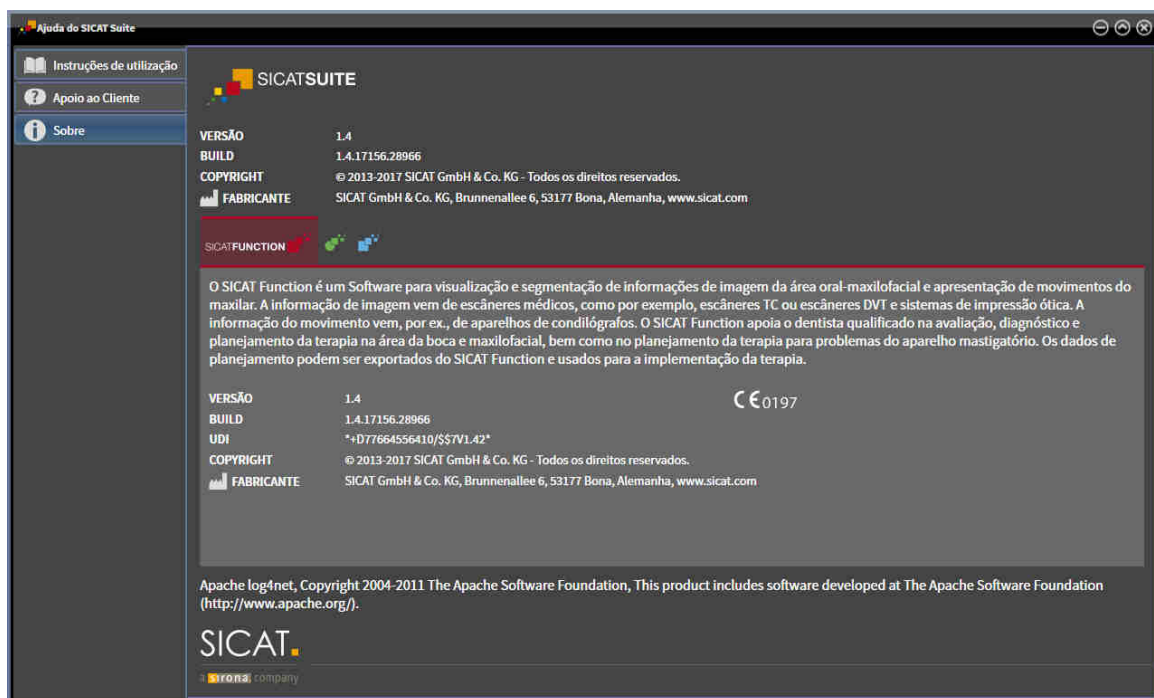 Ajuda do SICAT Suite
Instruções de utilização
Apoio ao Cliente
Sobre
SICATSUITE
VERSÃO 1.4
BUILD 1.4.17156.28966
COPYRIGHT © 2013-2017 SICAT GmbH & Co. KG - Todos os direitos reservados.
FABRICANTE SICAT GmbH & Co. KG, Brunnenallee 6, 53177 Bona, Alemanha, www.sicat.com
SICATFUNCTION
O SICAT Function é um Software para visualização e segmentação de informações de imagem da área oral-maxilofacial e apresentação de movimentos do
maxilar. A informação de imagem vem de escâneres médicos, como por exemplo, escâneres TC ou escâneres DVT e sistemas de impressão ótica. A
informação do movimento vem, por ex., de aparelhos de condilógrafos. O SICAT Function apoia o dentista qualificado na avaliação, diagnóstico e
planejamento da terapia na área da boca e maxilofacial, bem como no planejamento da terapia para problemas do aparelho mastigatório. Os dados de
planejamento podem ser exportados do SICAT Function e usados para a implementação da terapia.
VERSÃO 1.4
CE0197
BUILD 1.4.17156.28966
UDI *+D77664556410/$$7V1.42*
COPYRIGHT © 2013-2017 SICAT GmbH & Co. KG - Todos os direitos reservados.
FABRICANTE SICAT GmbH & Co. KG, Brunnenallee 6, 53177 Bona, Alemanha, www.sicat.com
Apache log4net, Copyright 2004-2011 The Apache Software Foundation, This product includes software developed at The Apache Software Foundation
(http://www.apache.org/).
SICAT.
a sirona company